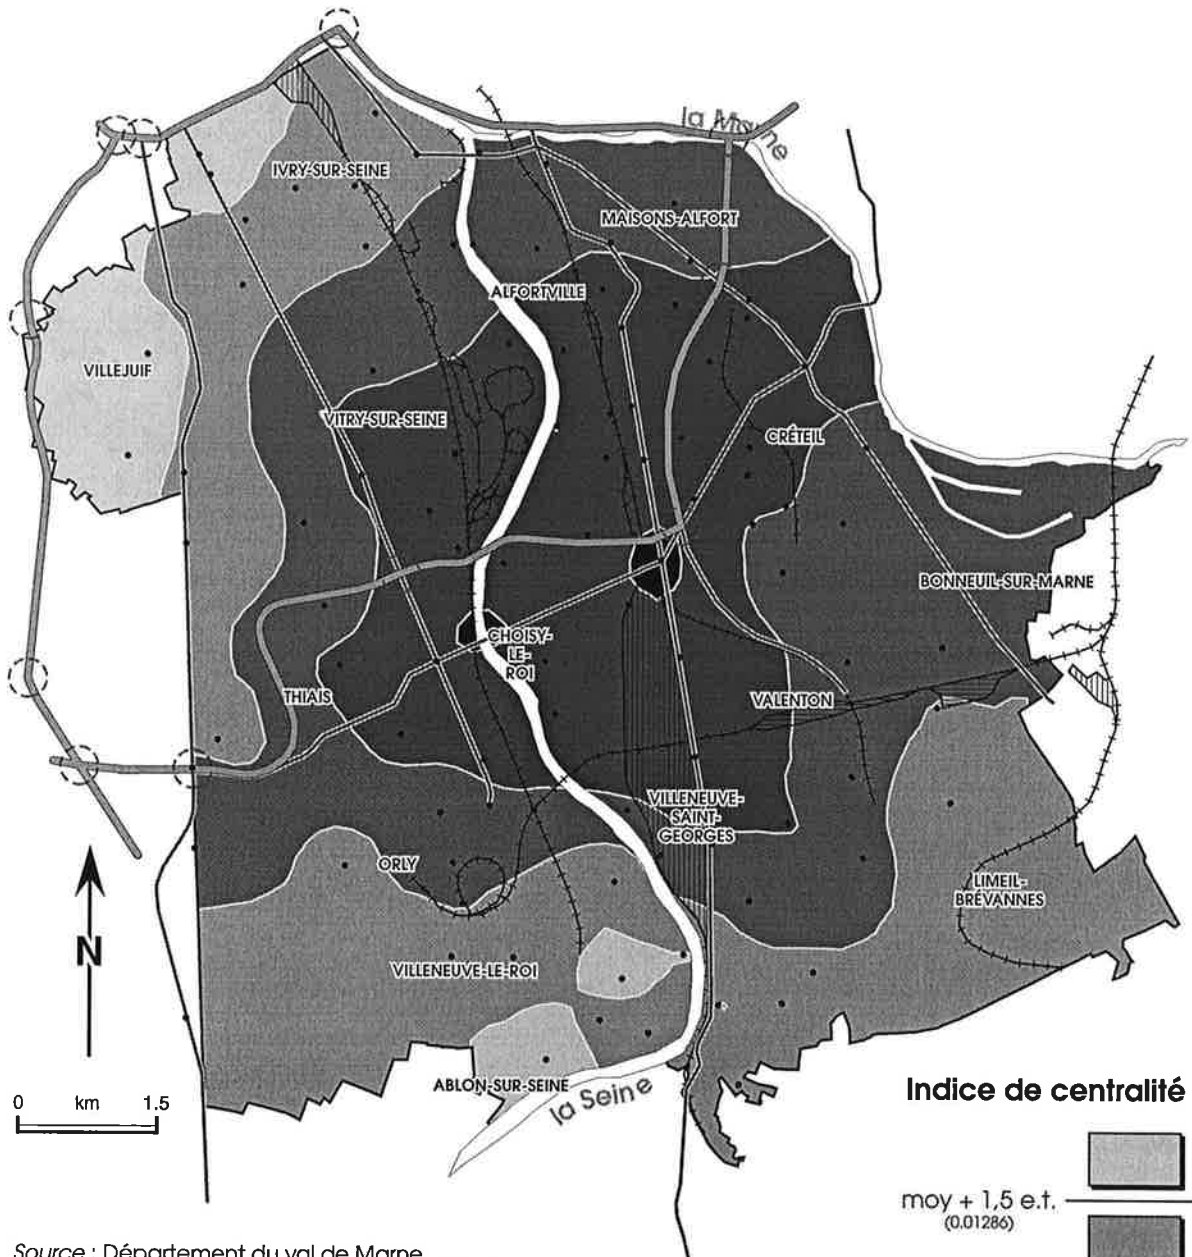 la Marne
IVRY-SUR-SEINE
MAISONS-ALFORT
ALFORTVILLE
VILLEJUIF
VITRY-SUR-SEINE
CRÉTEIL
BONNEUIL-SUR-MARNE
CHOISY-
LE-
ROI
THIAIS
VALENTON
VILLENEUVE-
SAINT-
GEORGES
ORLY
LIMEIL-
BRÉVANNES
N
VILLENEUVE-LE-ROI
ABLON-SUR-SEINE
la Seine
0 km 1.5
Indice de centralité
moy + 1,5 e.t.
(0.01286)
Source : Département du val de Marne